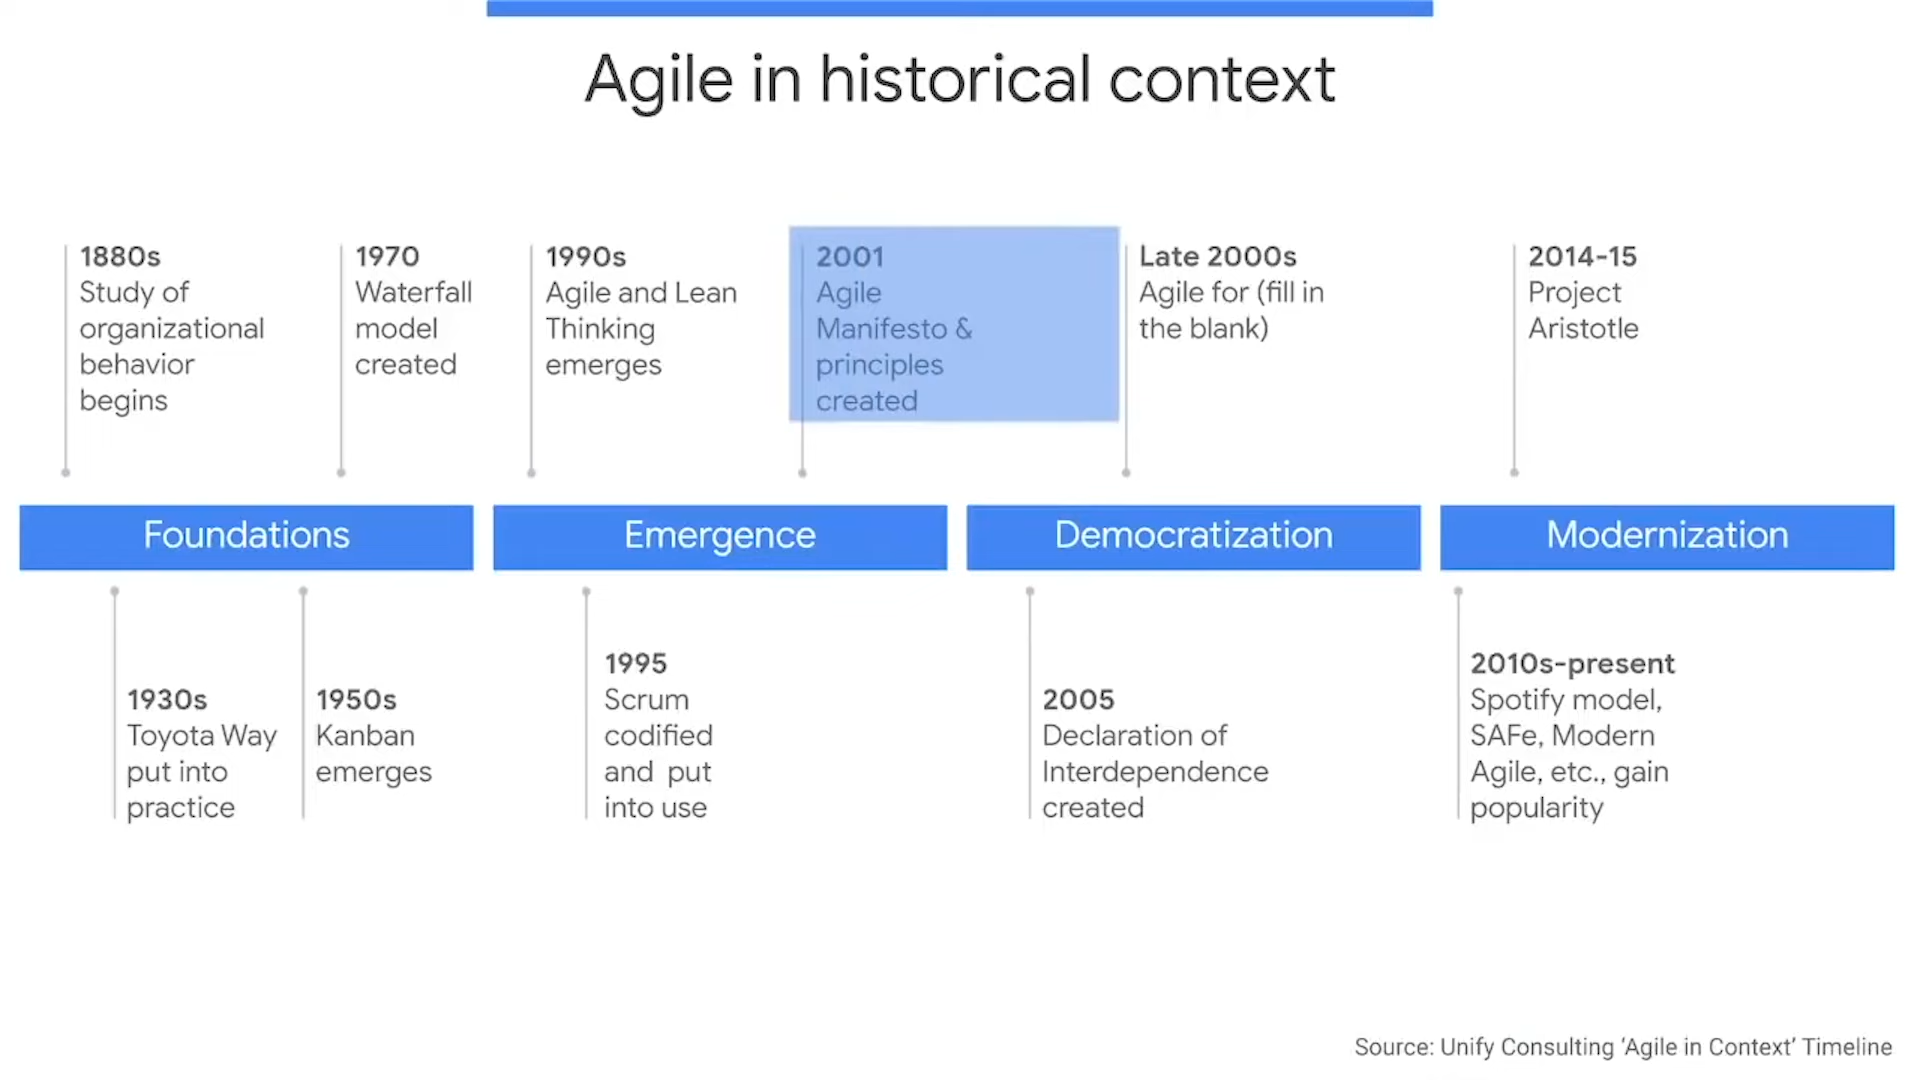 Agile in historical context
1880s
Study of
organizational
behavior
begins
1970
Waterfall
model
created
1990s
Agile and Lean
Thinking
emerges
2001
Agile
Manifesto &
principles
created
Late 2000s
Agile for (fill in
the blank)
2014-15
Project
Aristotle
Foundations
Emergence
Democratization
Modernization
1930s
Toyota Way
put into
practice
1950s
Kanban
emerges
1995
Scrum
codified
and put
into use
2005
Declaration of
Interdependence
created
2010s-present
Spotify model,
SAFe, Modern
Agile, etc., gain
popularity
Source: Unify Consulting ‘Agile in Context’ Timeline